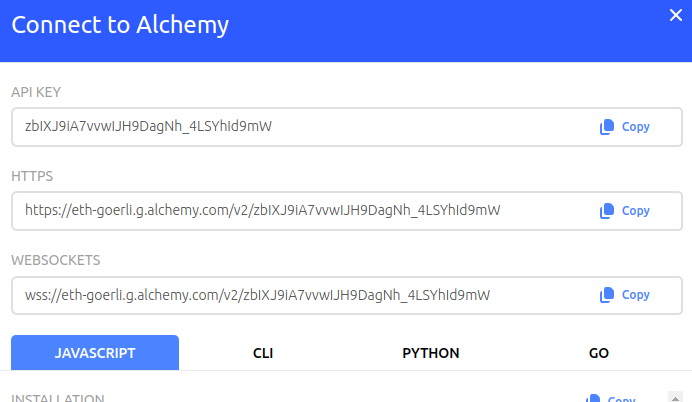 Connect to Alchemy
API KEY
zbIXJ9iA7vvwIJH9DagNh_4LSYhId9mW
Copy
HTTPS
https://eth-goerli.g.alchemy.com/v2/zbIXJ9iA7vvwIJH9DagNh_4LSYhId9mW
Copy
WEBSOCKETS
wss://eth-goerli.g.alchemy.com/v2/zbIXJ9iA7vvwIJH9DagNh_4LSYhId9mW
Copy
JAVASCRIPT CLI PYTHON GO
INSTALLATION
Copy